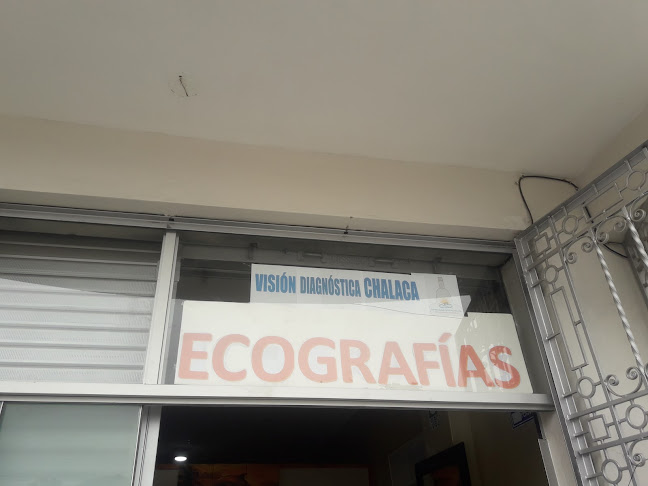 VISIÓN DIAGNÓSTICA CHALACA
ECOGRAFÍAS